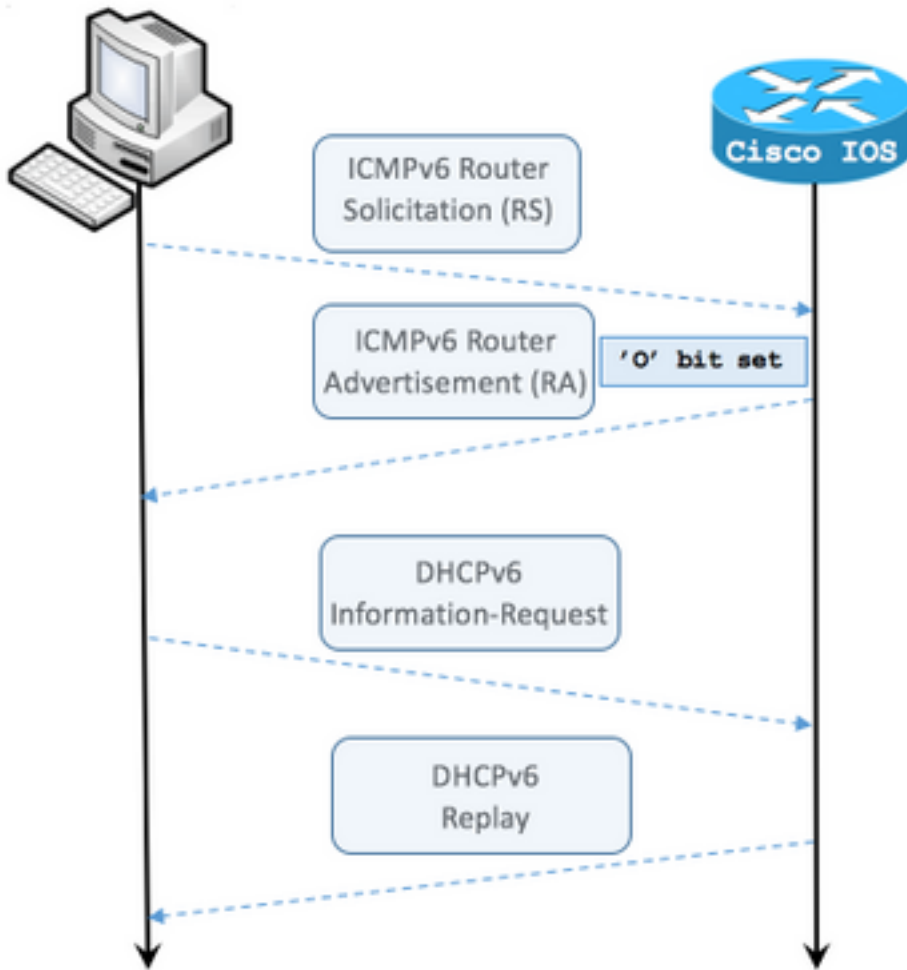 Cisco IOS
ICMPv6 Router
Solicitation (RS)
ICMPv6 Router
Advertisement (RA)
'O' bit set
DHCPv6
Information-Request
DHCPv6
Replay